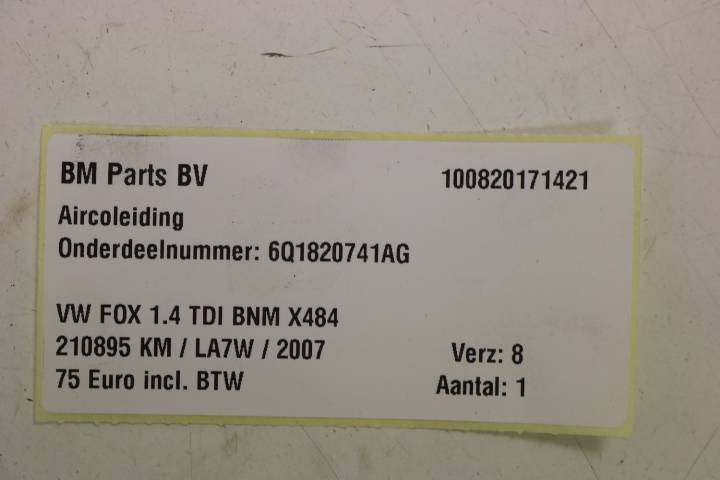 BM Parts BV 100820171421
Aircoleiding
Onderdeelnummer: 6Q1820741AG
VW FOX 1.4 TDI BNM X484
210895 KM / LA7W / 2007 Verz: 8
75 Euro incl. BTW Aantal: 1